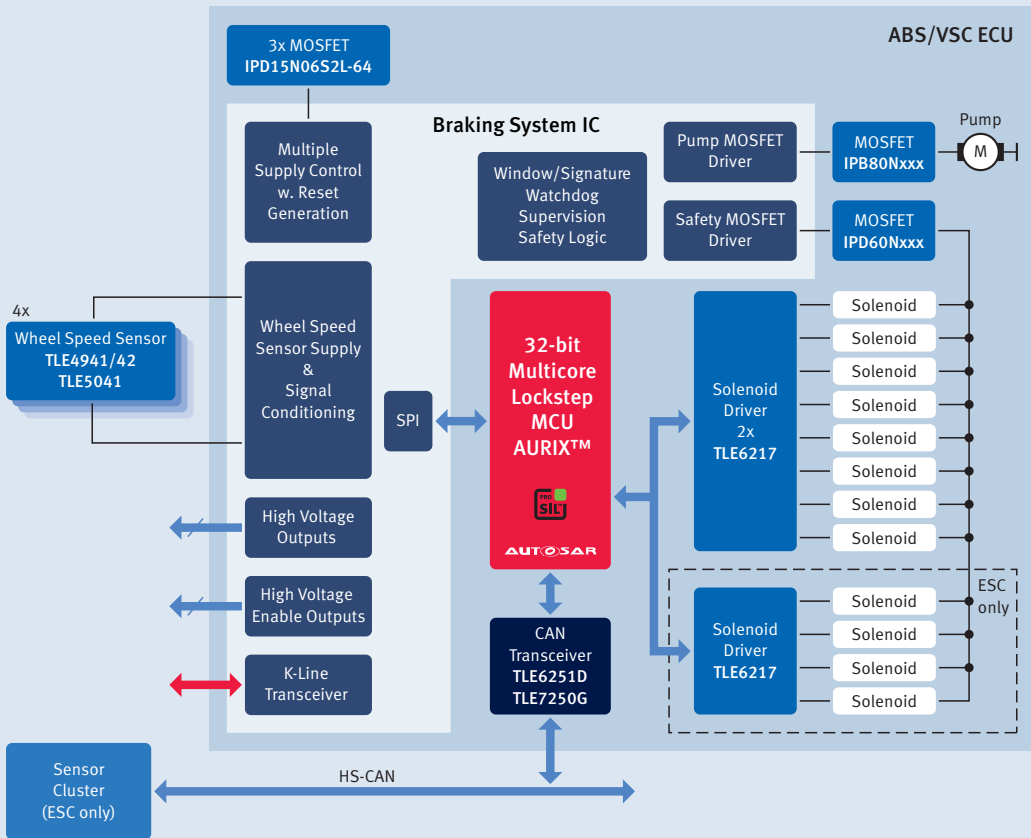 ABS/VSC ECU
3x MOSFET
IPD15N06S2L-64
Braking System IC
Multiple
Supply Control
w. Reset
Generation
Window/Signature
Watchdog
Supervision
Safety Logic
Pump MOSFET
Driver
MOSFET
IPB80Nxxx
Pump
M
Safety MOSFET
Driver
MOSFET
IPD60Nxxx
4x
Wheel Speed Sensor
TLE4941/42
TLE5041
Wheel Speed
Sensor Supply
&
Signal
Conditioning
SPI
32-bit
Multicore
Lockstep
MCU
AURIX™
PRO
SIL
AUTOSAR
Solenoid
Driver
2x
TLE6217
Solenoid
Solenoid
Solenoid
Solenoid
Solenoid
Solenoid
Solenoid
Solenoid
High Voltage
Outputs
High Voltage
Enable Outputs
K-Line
Transceiver
CAN
Transceiver
TLE6251D
TLE7250G
Solenoid
Driver
TLE6217
Solenoid
Solenoid
Solenoid
Solenoid
ESC
only
Sensor
Cluster
(ESC only)
HS-CAN